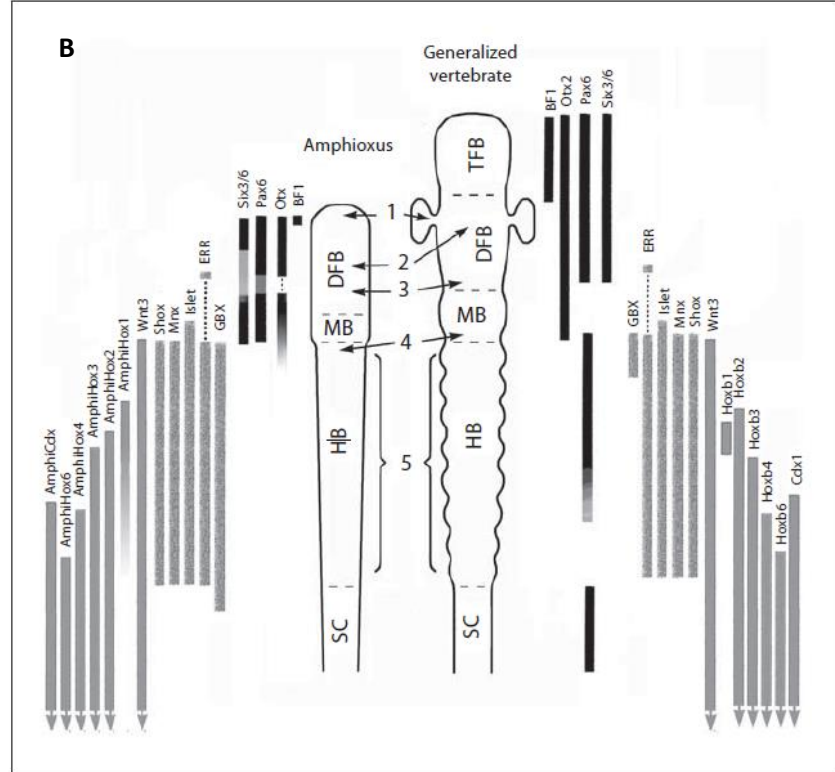 B
Generalized
vertebrate
Amphioxus
Six3/6
Pax6
Otx
BF1
ERR
Shox
Mnx
Islet
GBX
Wnt3
AmphiHox1
AmphiHox2
AmphiHox3
AmphiHox4
AmphiHox6
AmphiCdx
DFB
MB
HB
SC
1
2
3
4
5
TFB
DFB
MB
HB
SC
BF1
Otx2
Pax6
Six3/6
GBX
ERR
Islet
Mnx
Shox
Wnt3
Hoxb1
Hoxb2
Hoxb3
Hoxb4
Hoxb6
Cdx1